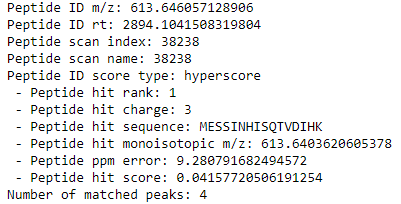 Peptide ID m/z: 613.646057128906
Peptide ID rt: 2894.1041508319804
Peptide scan index: 38238
Peptide scan name: 38238
Peptide ID score type: hyperscore
- Peptide hit rank: 1
- Peptide hit charge: 3
- Peptide hit sequence: MESSINHISQTVDIHK
- Peptide hit monoisotopic m/z: 613.6403620605378
- Peptide ppm error: 9.280791682494572
- Peptide hit score: 0.04157720506191254
Number of matched peaks: 4